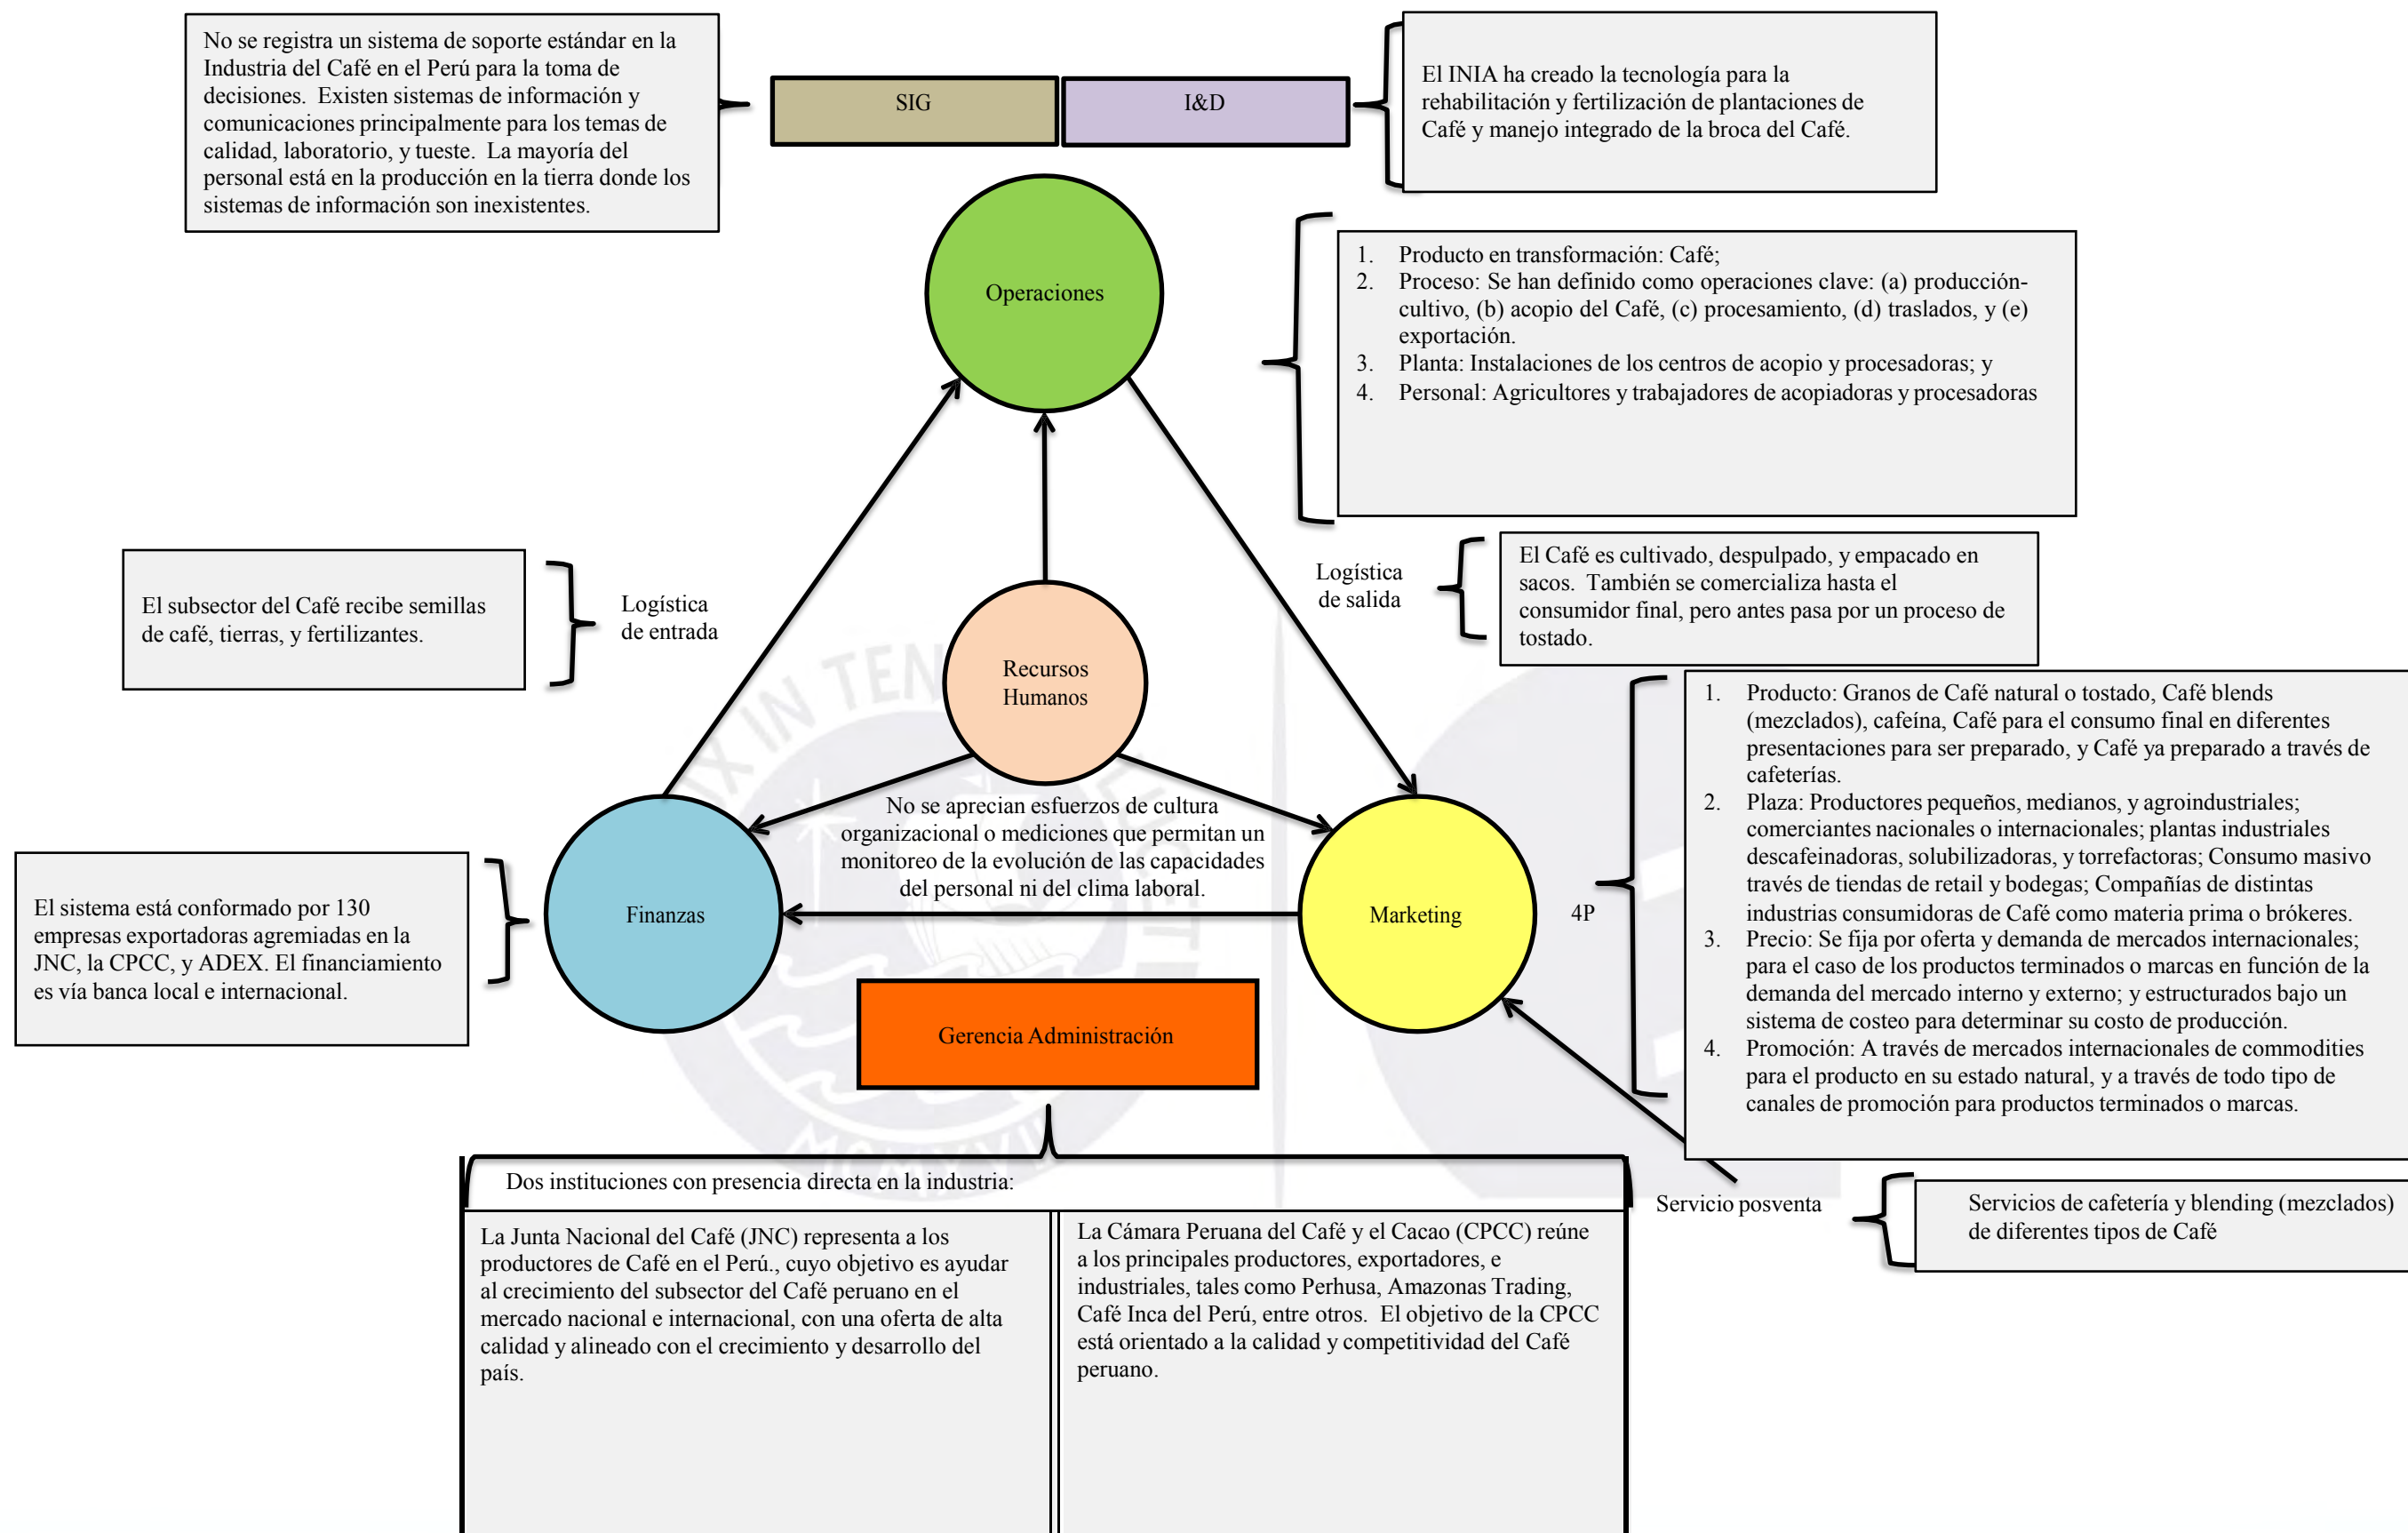 No se registra un sistema de soporte estándar en la
Industria del Café en el Perú para la toma de
decisiones. Existen sistemas de información y
comunicaciones principalmente para los temas de
calidad, laboratorio, y tueste. La mayoría del
personal está en la producción en la tierra donde los
sistemas de información son inexistentes.
SIG
I&D
El INIA ha creado la tecnología para la
rehabilitación y fertilización de plantaciones de
Café y manejo integrado de la broca del Café.
Operaciones
1. Producto en transformación: Café;
2. Proceso: Se han definido como operaciones clave: (a) producción-
cultivo, (b) acopio del Café, (c) procesamiento, (d) traslados, y (e)
exportación.
3. Planta: Instalaciones de los centros de acopio y procesadoras; y
4. Personal: Agricultores y trabajadores de acopiadoras y procesadoras
El subsector del Café recibe semillas
de café, tierras, y fertilizantes.
Logística
de entrada
Logística
de salida
El Café es cultivado, despulpado, y empacado en
sacos. También se comercializa hasta el
consumidor final, pero antes pasa por un proceso de
tostado.
Recursos
Humanos
No se aprecian esfuerzos de cultura
organizacional o mediciones que permitan un
monitoreo de la evolución de las capacidades
del personal ni del clima laboral.
El sistema está conformado por 130
empresas exportadoras agremiadas en la
JNC, la CPCC, y ADEX. El financiamiento
es vía banca local e internacional.
Finanzas
Marketing
4P
1. Producto: Granos de Café natural o tostado, Café blends
(mezclados), cafeína, Café para el consumo final en diferentes
presentaciones para ser preparado, y Café ya preparado a través de
cafeterías.
2. Plaza: Productores pequeños, medianos, y agroindustriales;
comerciantes nacionales o internacionales; plantas industriales
descafeinadoras, solubilizadoras, y torrefactoras; Consumo masivo
través de tiendas de retail y bodegas; Compañías de distintas
industrias consumidoras de Café como materia prima o brókeres.
3. Precio: Se fija por oferta y demanda de mercados internacionales;
para el caso de los productos terminados o marcas en función de la
demanda del mercado interno y externo; y estructurados bajo un
sistema de costeo para determinar su costo de producción.
4. Promoción: A través de mercados internacionales de commodities
para el producto en su estado natural, y a través de todo tipo de
canales de promoción para productos terminados o marcas.
Gerencia Administración
Dos instituciones con presencia directa en la industria:
La Junta Nacional del Café (JNC) representa a los
productores de Café en el Perú., cuyo objetivo es ayudar
al crecimiento del subsector del Café peruano en el
mercado nacional e internacional, con una oferta de alta
calidad y alineado con el crecimiento y desarrollo del
país.
La Cámara Peruana del Café y el Cacao (CPCC) reúne
a los principales productores, exportadores, e
industriales, tales como Perhusa, Amazonas Trading,
Café Inca del Perú, entre otros. El objetivo de la CPCC
está orientado a la calidad y competitividad del Café
peruano.
Servicio posventa
Servicios de cafetería y blending (mezclados)
de diferentes tipos de Café